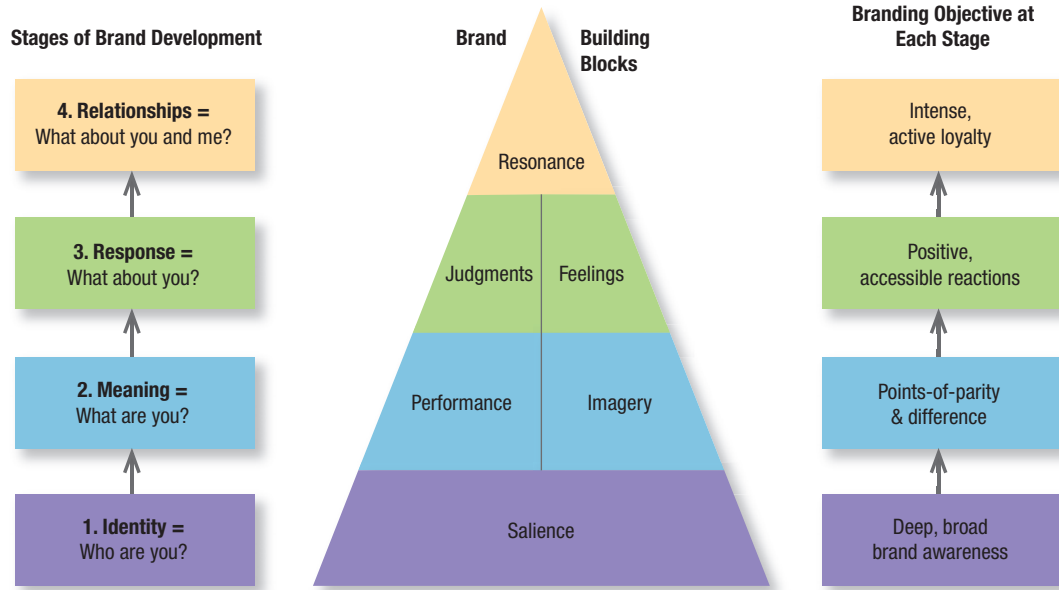 Stages of Brand Development
4. Relationships =
What about you and me?
3. Response =
What about you?
2. Meaning =
What are you?
1. Identity =
Who are you?
Brand
Building
Blocks
Resonance
Judgments
Feelings
Performance
Imagery
Salience
Branding Objective at
Each Stage
Intense,
active loyalty
Positive,
accessible reactions
Points-of-parity
& difference
Deep, broad
brand awareness